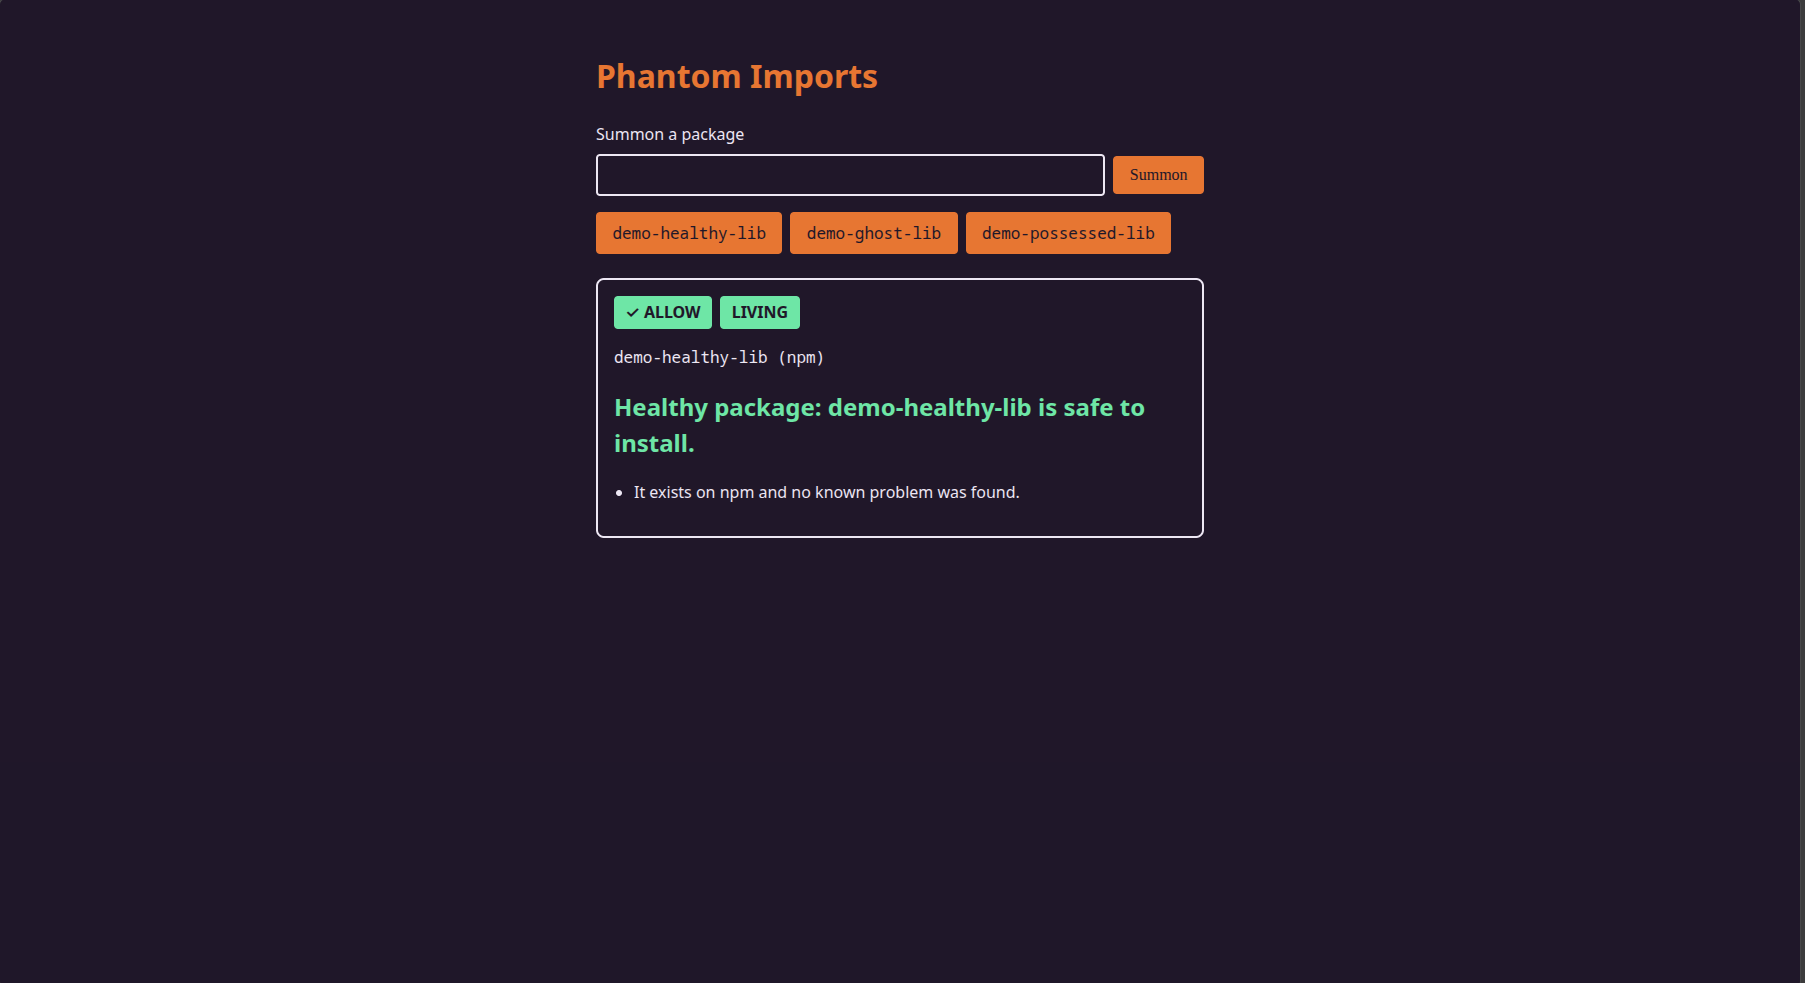 Phantom Imports
Summon a package
Summon
demo-healthy-lib demo-ghost-lib demo-possessed-lib
✓ ALLOW LIVING
demo-healthy-lib (npm)
Healthy package: demo-healthy-lib is safe to
install.
• It exists on npm and no known problem was found.